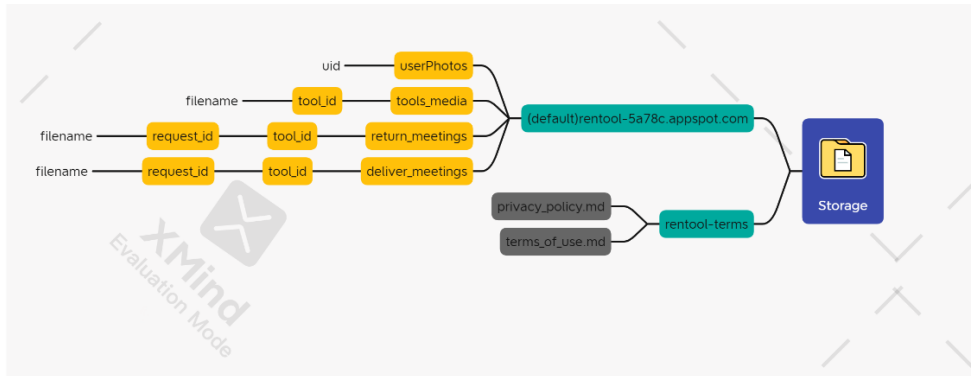 uid
userPhotos
filename
tool_id
tools_media
(default)rentool-5a78c.appspot.com
filename
request_id
tool_id
return_meetings
filename
request_id
tool_id
deliver_meetings
Storage
privacy_policy.md
rentool-terms
terms_of_use.md
XMind
Evaluation Mode